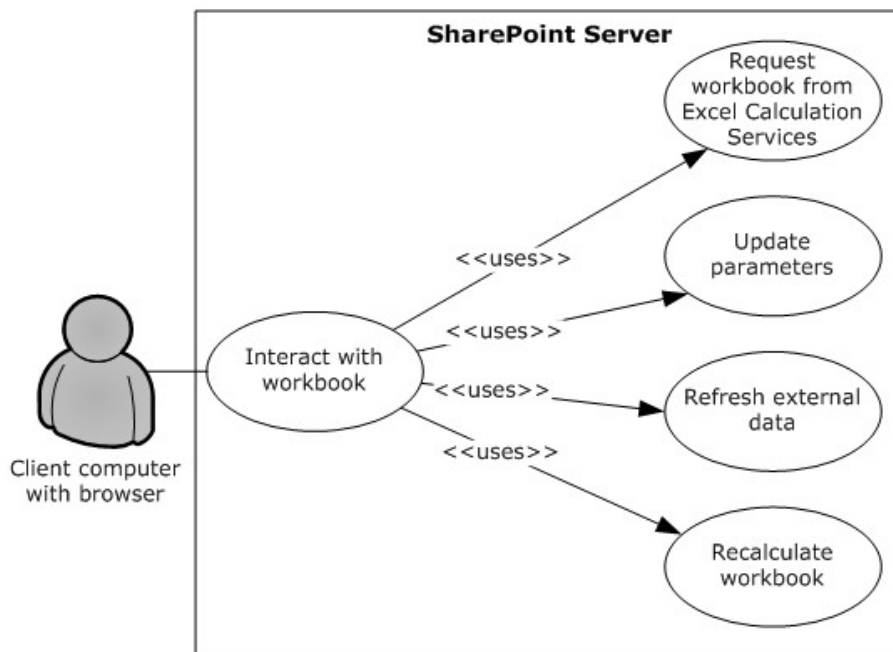 SharePoint Server
Request
workbook from
Excel Calculation
Services
<<uses>>
Update
parameters
<<uses>>
Interact with
workbook
<<uses>>
Refresh external
data
<<uses>>
Client computer
with browser
Recalculate
workbook